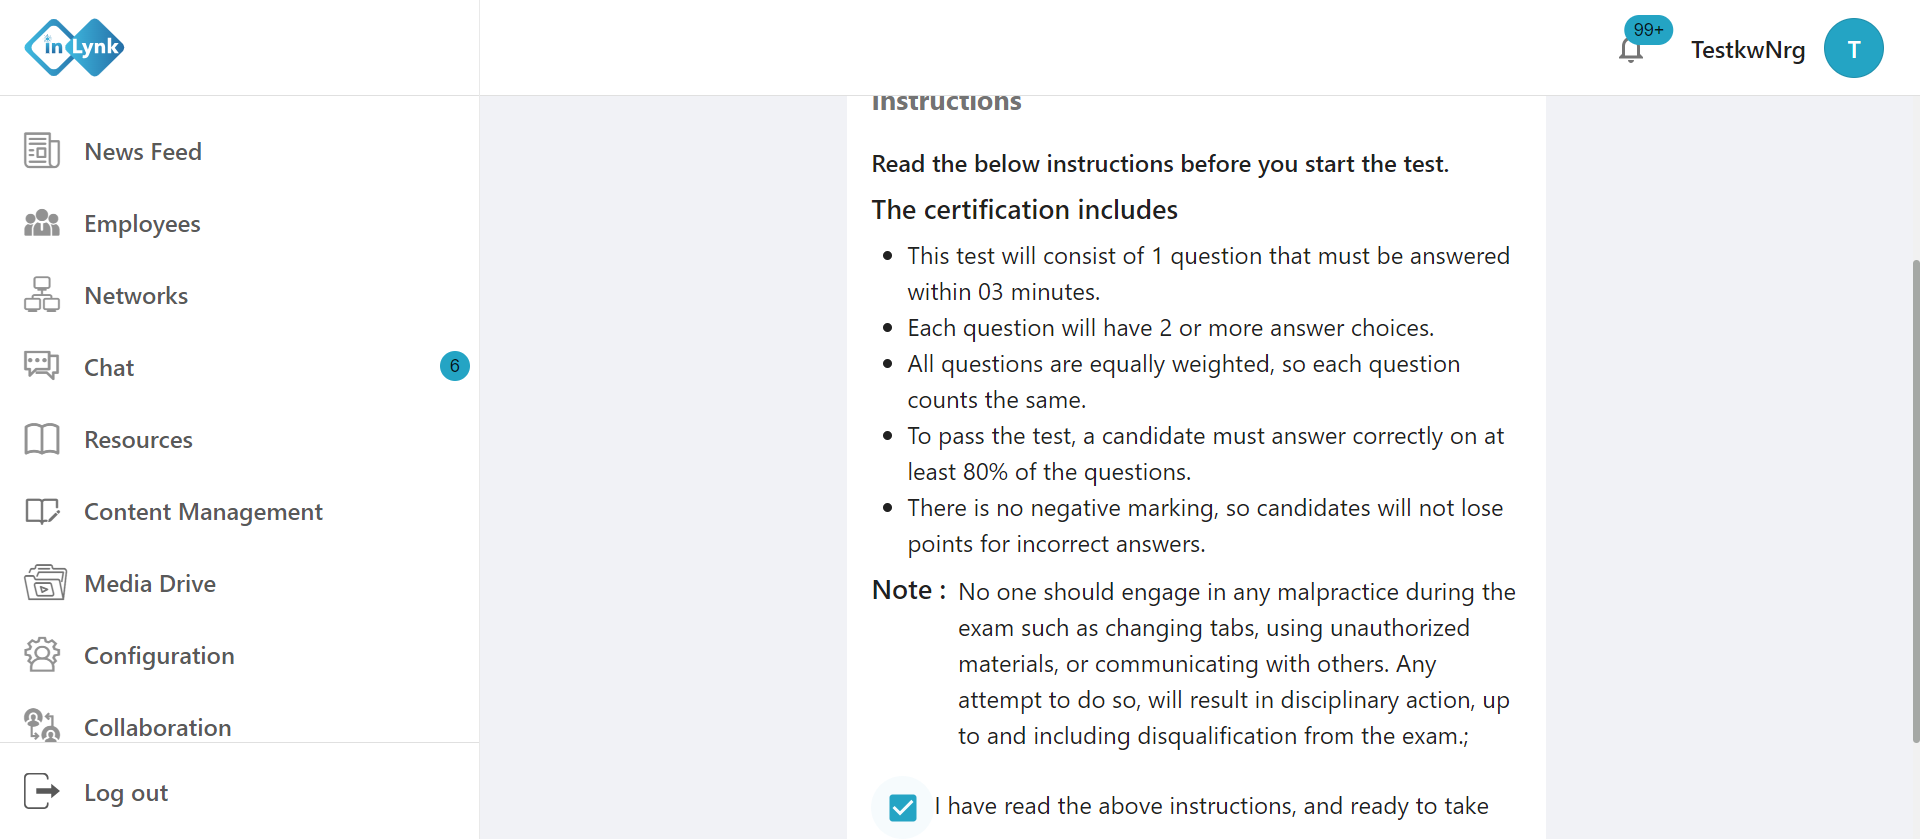 in Lynk
99+
TestkwNrg
T
News Feed
Employees
Networks
Chat
6
Resources
Content Management
Media Drive
Configuration
Collaboration
Log out
Instructions
Read the below instructions before you start the test.
The certification includes
This test will consist of 1 question that must be answered
within 03 minutes.
Each question will have 2 or more answer choices.
All questions are equally weighted, so each question
counts the same.
To pass the test, a candidate must answer correctly on at
least 80% of the questions.
There is no negative marking, so candidates will not lose
points for incorrect answers.
Note : No one should engage in any malpractice during the
exam such as changing tabs, using unauthorized
materials, or communicating with others. Any
attempt to do so, will result in disciplinary action, up
to and including disqualification from the exam.;
I have read the above instructions, and ready to take